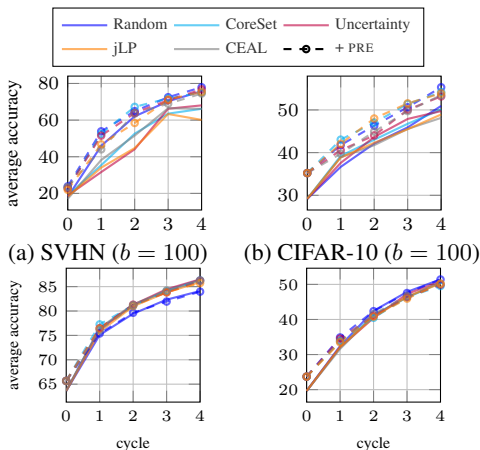 Random CoreSet Uncertainty
jLP CEAL + PRE
average accuracy
80
60
40
20
0 1 2 3 4
50
40
30
0 1 2 3 4
(a) SVHN (b = 100) (b) CIFAR-10 (b = 100)
average accuracy
85
80
75
70
65
0 1 2 3 4
cycle
50
40
30
20
0 1 2 3 4
cycle